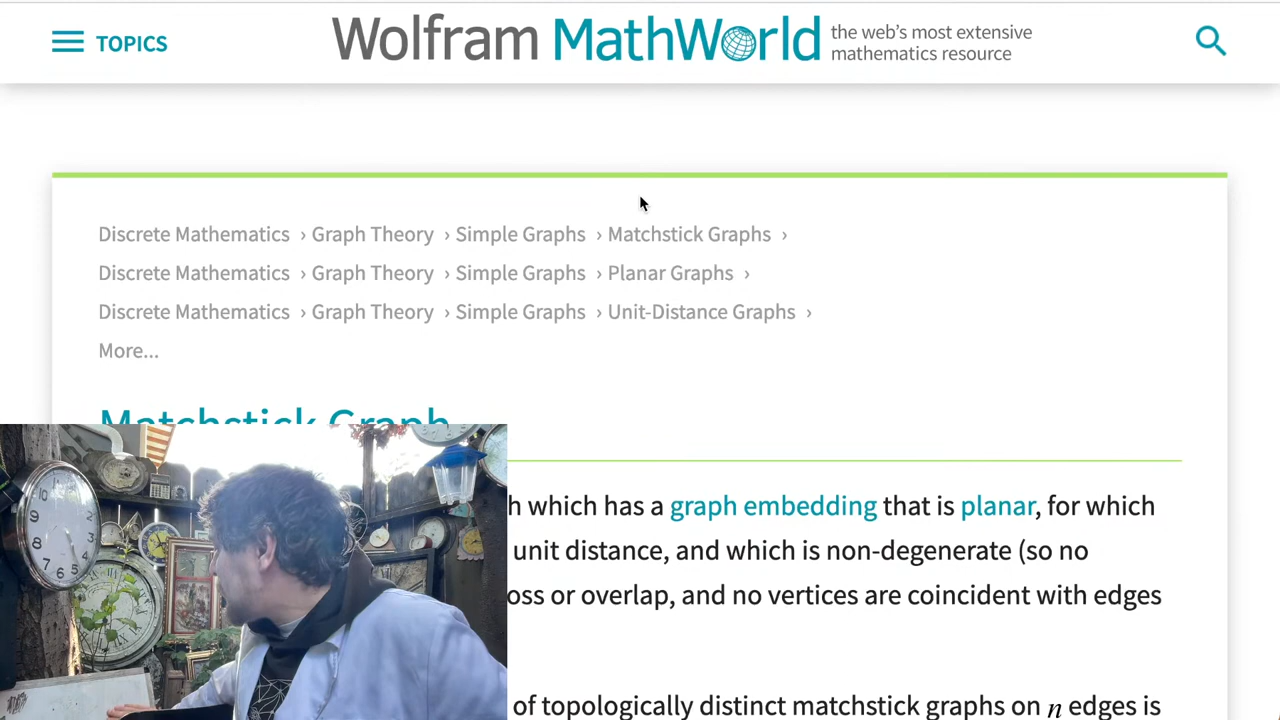 TOPICS
Wolfram MathWorld
the web's most extensive
mathematics resource
Discrete Mathematics › Graph Theory › Simple Graphs › Matchstick Graphs ›
Discrete Mathematics › Graph Theory › Simple Graphs › Planar Graphs ›
Discrete Mathematics › Graph Theory › Simple Graphs › Unit-Distance Graphs ›
More...
Matchstick Graph
h which has a graph embedding that is planar, for which
unit distance, and which is non-degenerate (so no
oss or overlap, and no vertices are coincident with edges
of topologically distinct matchstick graphs on n edges is